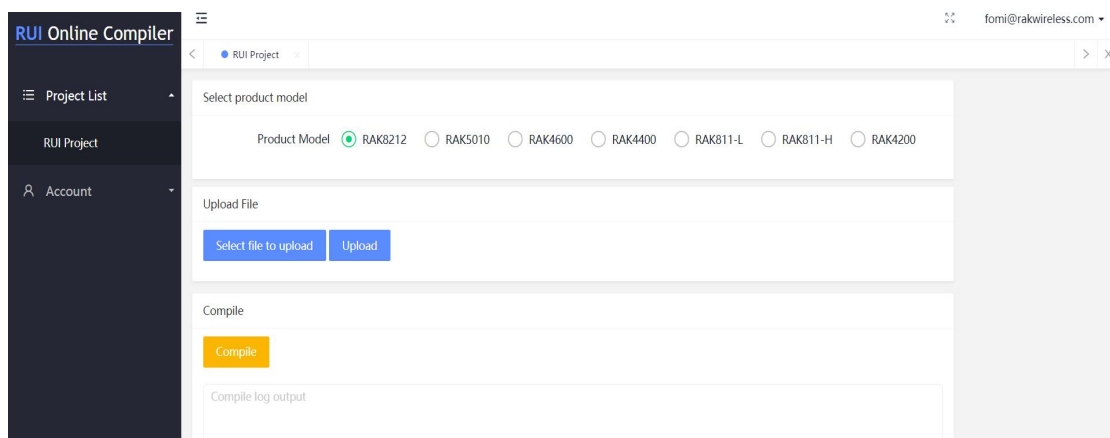 RUI Online Compiler
Project List
RUI Project
Account
fomi@rakwireless.com
RUI Project
Select product model
Product Model RAK8212 RAK5010 RAK4600 RAK4400 RAK811-L RAK811-H RAK4200
Upload File
Select file to upload Upload
Compile
Compile
Compile log output